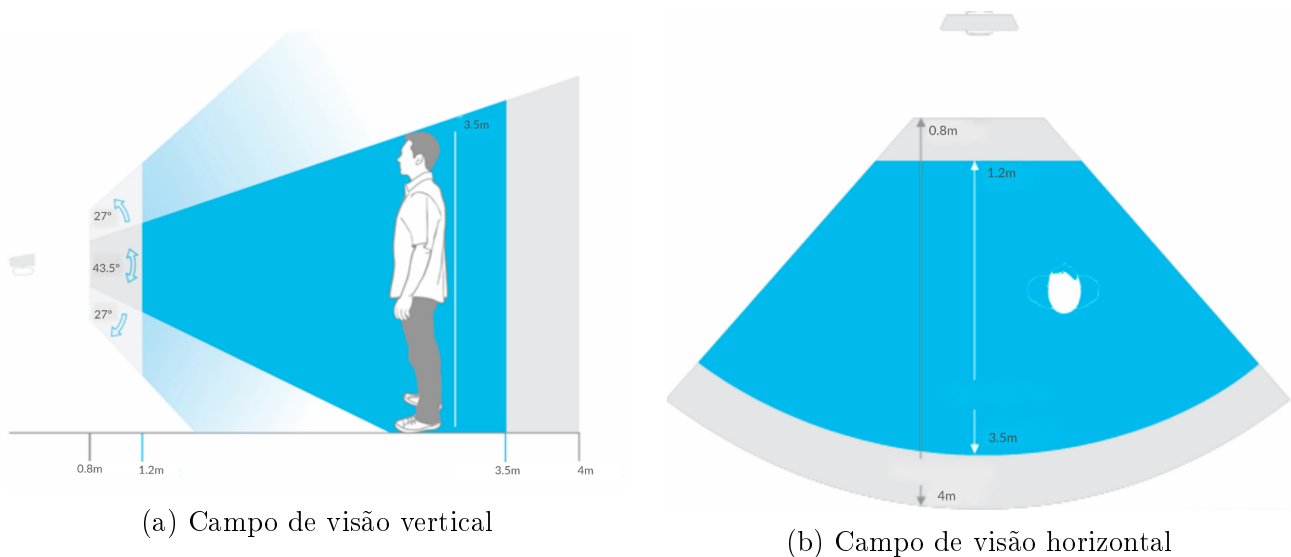 3.5m
27°
43.5°
27°
0.8m
1.2m
3.5m
4m
(a) Campo de visão vertical
0.8m
1.2m
3.5m
4m
(b) Campo de visão horizontal